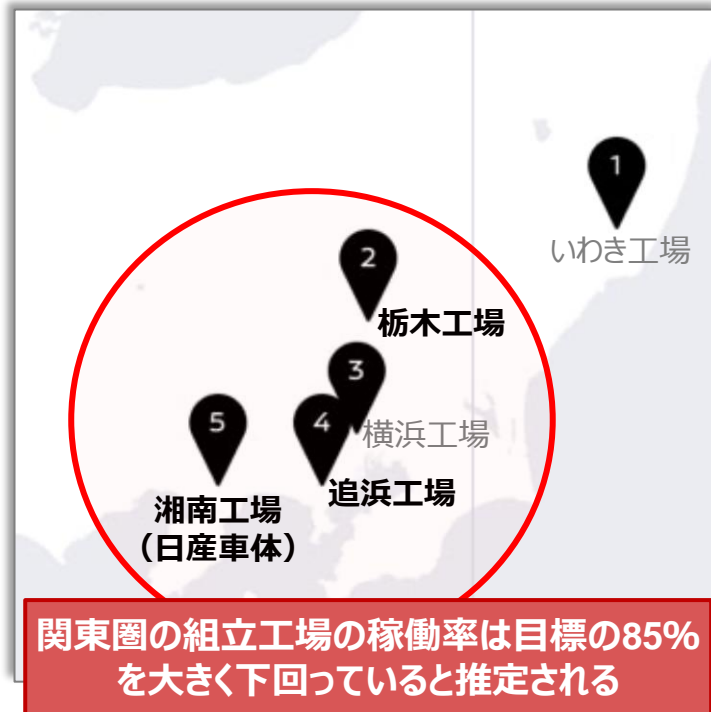 1
いわき工場
2
栃木工場
3
横浜工場
4
追浜工場
5
湘南工場
（日産車体）
関東圏の組立工場の稼働率は目標の85%
を大きく下回っていると推定される